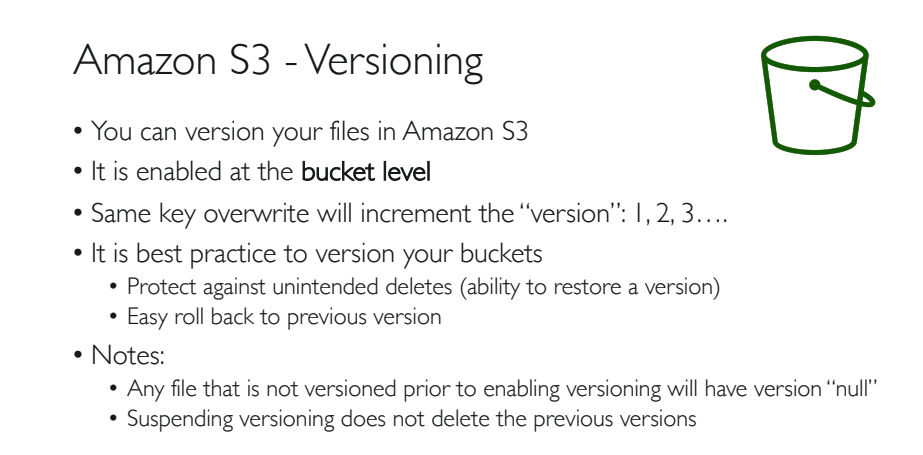 Amazon S3 - Versioning
• You can version your files in Amazon S3
• It is enabled at the bucket level
• Same key overwrite will increment the “version”: 1, 2, 3….
• It is best practice to version your buckets
• Protect against unintended deletes (ability to restore a version)
• Easy roll back to previous version
• Notes:
• Any file that is not versioned prior to enabling versioning will have version “null”
• Suspending versioning does not delete the previous versions